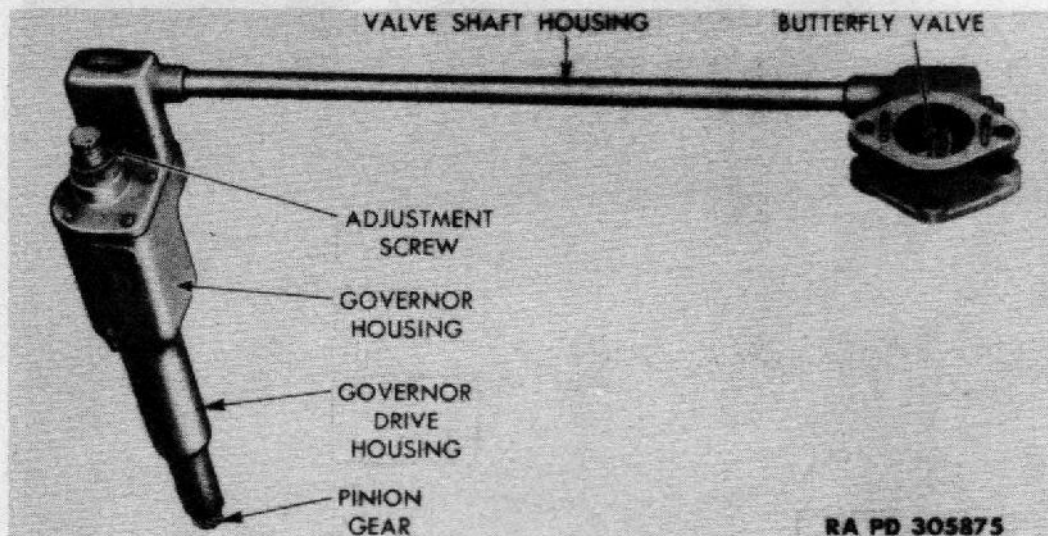 VALVE SHAFT HOUSING
BUTTERFLY VALVE
ADJUSTMENT
SCREW
GOVERNOR
HOUSING
GOVERNOR
DRIVE
HOUSING
PINION
GEAR
RA PD 305875